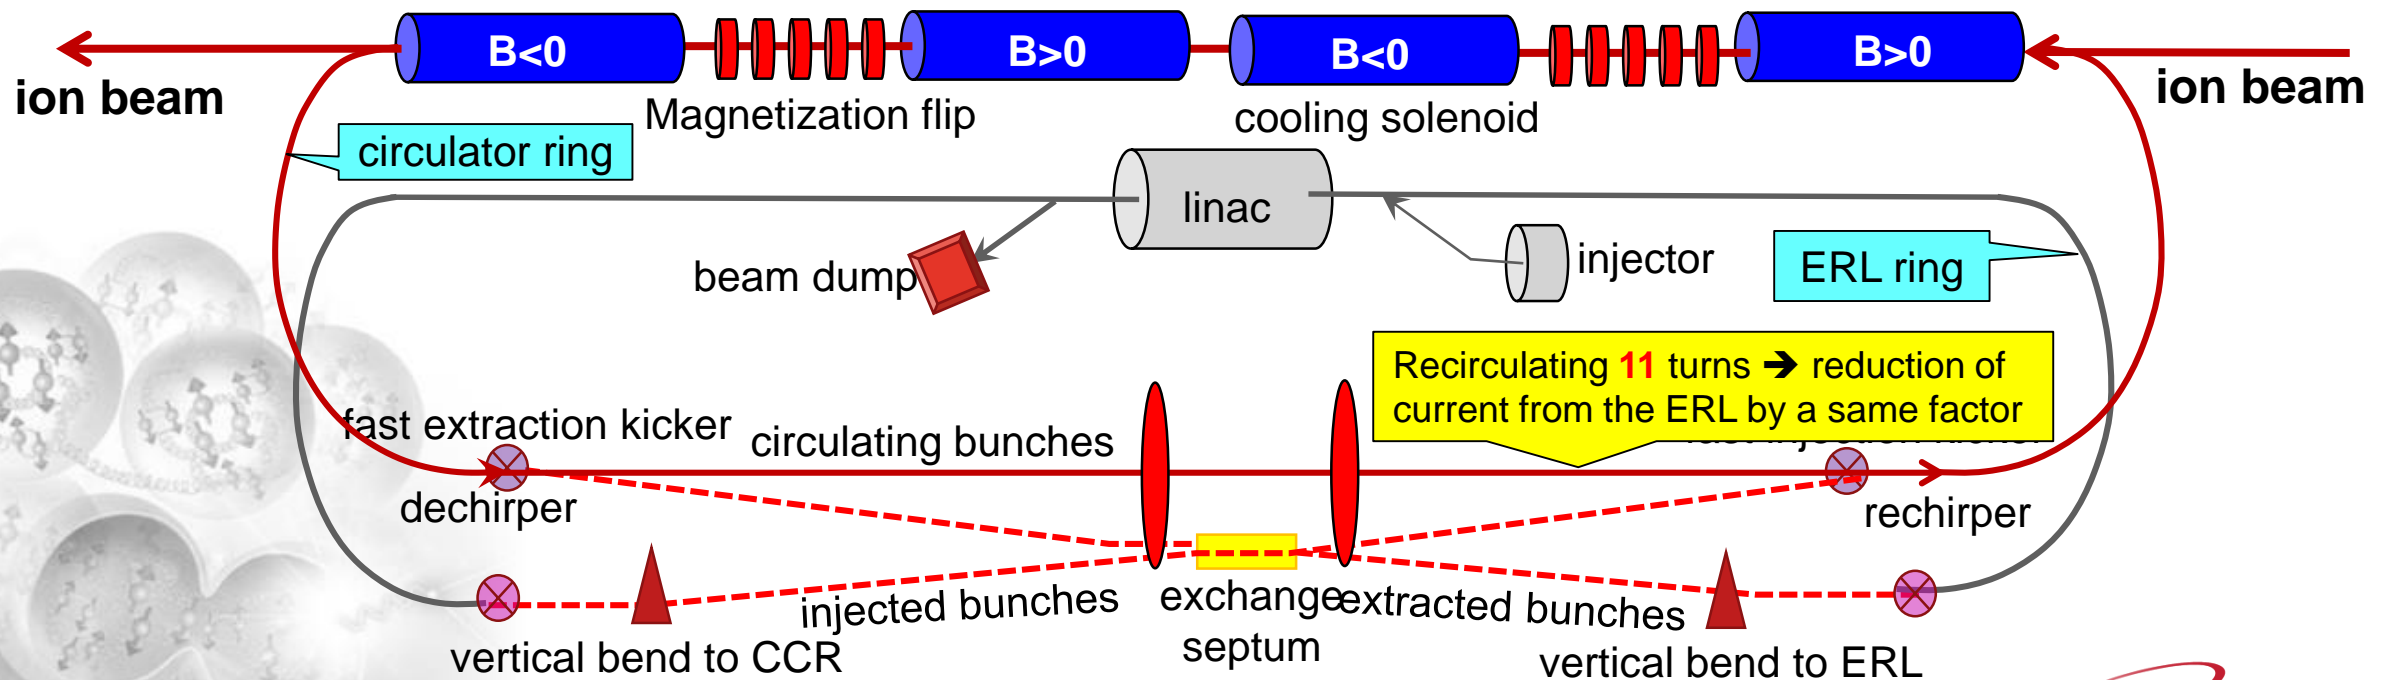 B<0
B>0
B<0
B>0
ion beam
ion beam
Magnetization flip
cooling solenoid
circulator ring
linac
beam dump
injector
ERL ring
Recirculating 11 turns ➔ reduction of
current from the ERL by a same factor
fast extraction kicker
circulating bunches
dechirper
rechirper
injected bunches
exchange
septum
extracted bunches
vertical bend to CCR
vertical bend to ERL